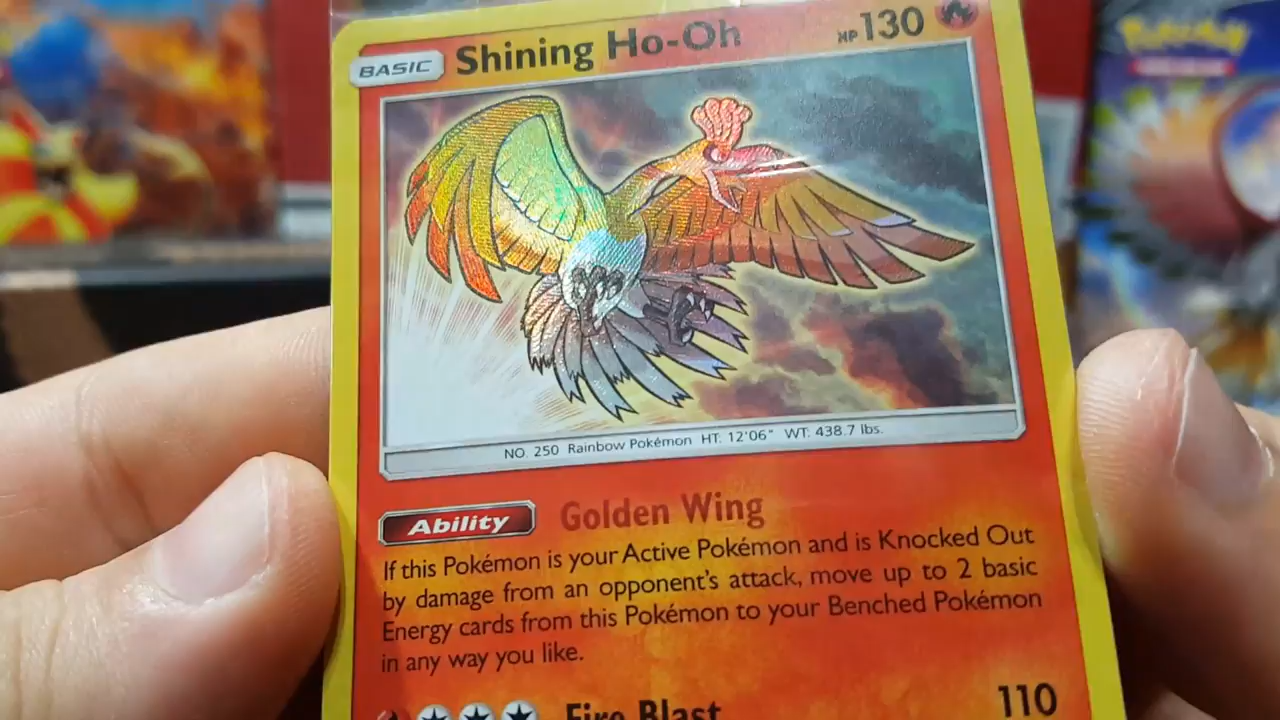 BASIC Shining Ho-Oh HP 130
NO. 250 Rainbow Pokémon HT: 12'06" WT: 438.7 lbs.
Ability Golden Wing
If this Pokémon is your Active Pokémon and is Knocked Out
by damage from an opponent's attack, move up to 2 basic
Energy cards from this Pokémon to your Benched Pokémon
in any way you like.
Fire Blast 110
Pokémon